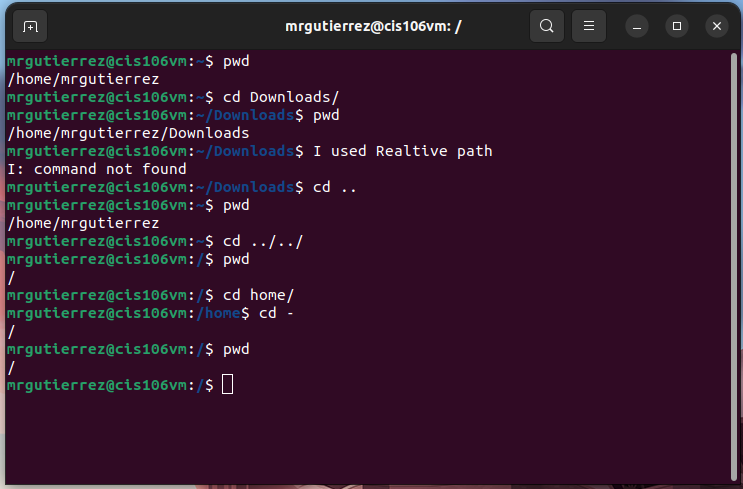 mrgutierrez@cis106vm: /
mrgutierrez@cis106vm:~$ pwd
/home/mrgutierrez
mrgutierrez@cis106vm:~$ cd Downloads/
mrgutierrez@cis106vm:~/Downloads$ pwd
/home/mrgutierrez/Downloads
mrgutierrez@cis106vm:~/Downloads$ I used Realtive path
I: command not found
mrgutierrez@cis106vm:~/Downloads$ cd ..
mrgutierrez@cis106vm:~$ pwd
/home/mrgutierrez
mrgutierrez@cis106vm:~$ cd ../../
mrgutierrez@cis106vm:/$ pwd
/
mrgutierrez@cis106vm:/$ cd home/
mrgutierrez@cis106vm:/home$ cd -
/
mrgutierrez@cis106vm:/$ pwd
/
mrgutierrez@cis106vm:/$